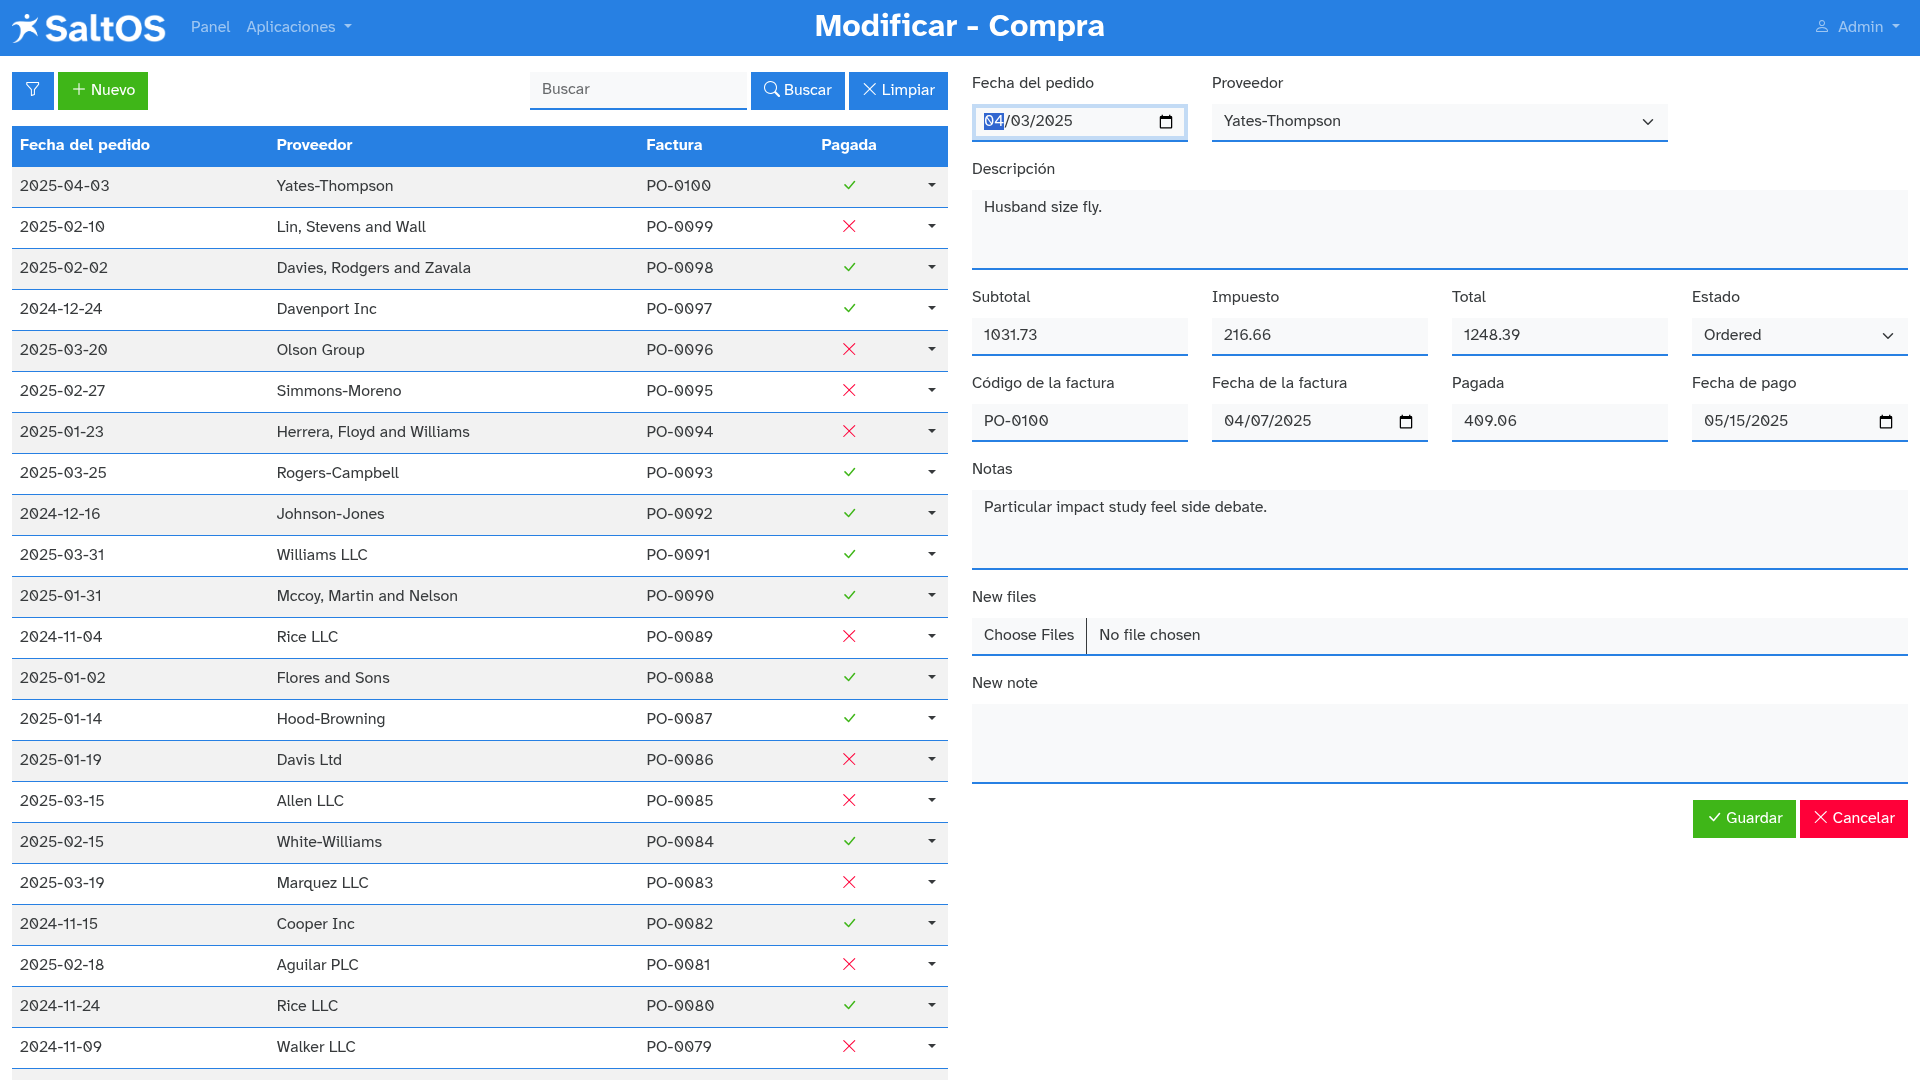 SaltOS Panel Aplicaciones Modificar - Compra Admin
Nuevo Buscar Buscar Limpiar
Fecha del pedido Proveedor Factura Pagada
2025-04-03 Yates-Thompson PO-0100
2025-02-10 Lin, Stevens and Wall PO-0099
2025-02-02 Davies, Rodgers and Zavala PO-0098
2024-12-24 Davenport Inc PO-0097
2025-03-20 Olson Group PO-0096
2025-02-27 Simmons-Moreno PO-0095
2025-01-23 Herrera, Floyd and Williams PO-0094
2025-03-25 Rogers-Campbell PO-0093
2024-12-16 Johnson-Jones PO-0092
2025-03-31 Williams LLC PO-0091
2025-01-31 Mccoy, Martin and Nelson PO-0090
2024-11-04 Rice LLC PO-0089
2025-01-02 Flores and Sons PO-0088
2025-01-14 Hood-Browning PO-0087
2025-01-19 Davis Ltd PO-0086
2025-03-15 Allen LLC PO-0085
2025-02-15 White-Williams PO-0084
2025-03-19 Marquez LLC PO-0083
2024-11-15 Cooper Inc PO-0082
2025-02-18 Aguilar PLC PO-0081
2024-11-24 Rice LLC PO-0080
2024-11-09 Walker LLC PO-0079
Fecha del pedido Proveedor
04/03/2025 Yates-Thompson
Descripción
Husband size fly.
Subtotal Impuesto Total Estado
1031.73 216.66 1248.39 Ordered
Código de la factura Fecha de la factura Pagada Fecha de pago
PO-0100 04/07/2025 409.06 05/15/2025
Notas
Particular impact study feel side debate.
New files
Choose Files No file chosen
New note
Guardar Cancelar